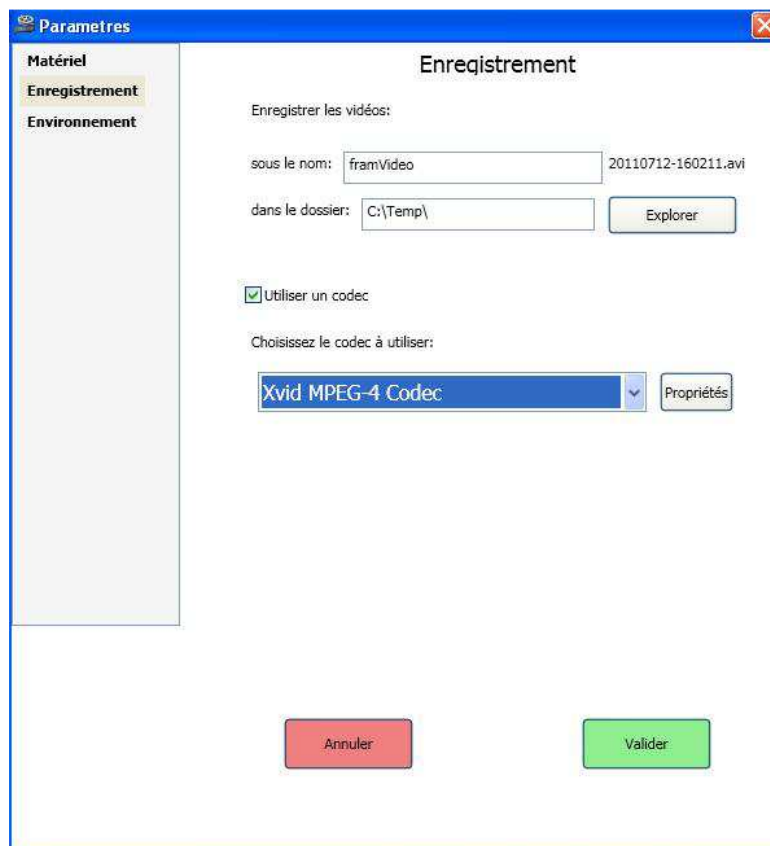 Parametres
Matériel
Enregistrement
Environnement
Enregistrement
Enregistrer les vidéos:
sous le nom: framVideo 20110712-160211.avi
dans le dossier: C:\Temp\ Explorer
Utiliser un codec
Choisissez le codec à utiliser:
Xvid MPEG-4 Codec Propriétés
Annuler Valider